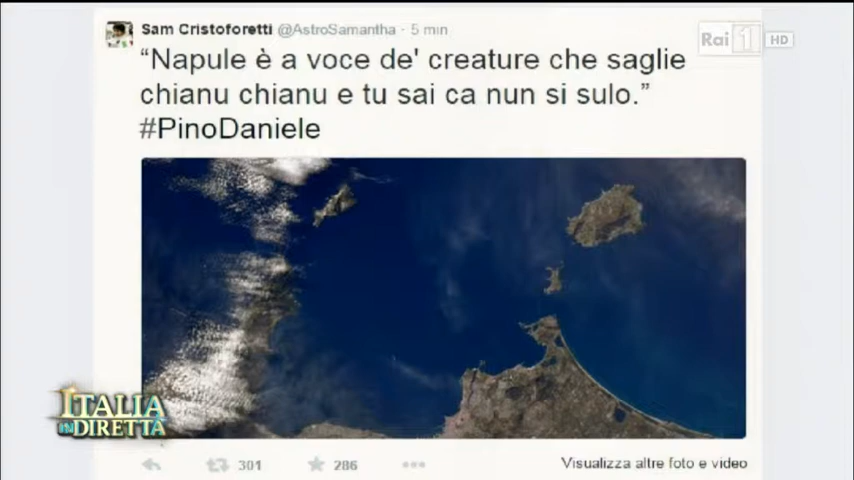 Sam Cristoforetti @AstroSamantha · 5 min
Rai 1 HD
“Napule è a voce de' creature che saglie
chianu chianu e tu sai ca nun si sulo.”
#PinoDaniele
ITALIA
IN DIRETTA
301 286
Visualizza altre foto e video